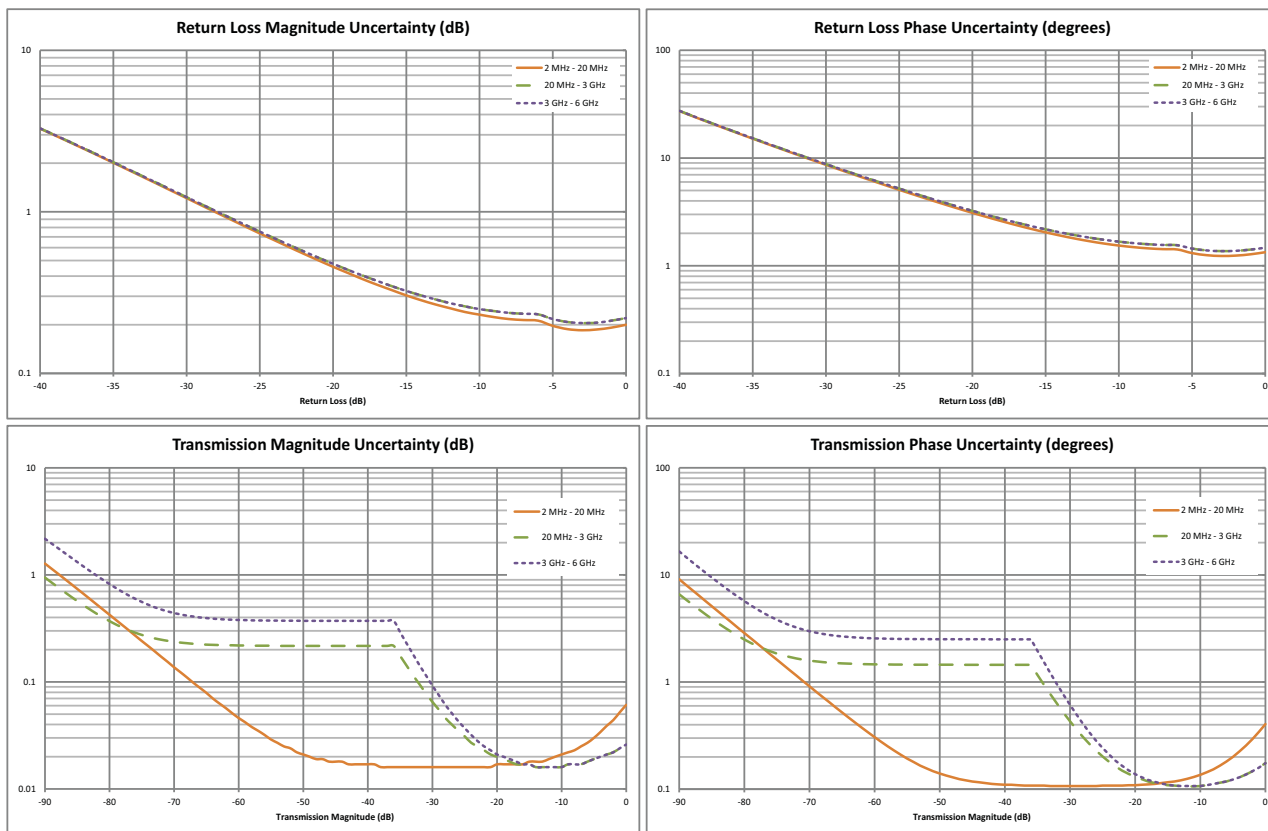 Return Loss Magnitude Uncertainty (dB)
10
1
0.1
2 MHz - 20 MHz
20 MHz - 3 GHz
3 GHz - 6 GHz
-40 -35 -30 -25 -20 -15 -10 -5 0
Return Loss (dB)
Return Loss Phase Uncertainty (degrees)
100
10
1
0.1
2 MHz - 20 MHz
20 MHz - 3 GHz
3 GHz - 6 GHz
-40 -35 -30 -25 -20 -15 -10 -5 0
Return Loss (dB)
Transmission Magnitude Uncertainty (dB)
10
1
0.1
0.01
2 MHz - 20 MHz
20 MHz - 3 GHz
3 GHz - 6 GHz
-90 -80 -70 -60 -50 -40 -30 -20 -10 0
Transmission Magnitude (dB)
Transmission Phase Uncertainty (degrees)
100
10
1
0.1
2 MHz - 20 MHz
20 MHz - 3 GHz
3 GHz - 6 GHz
-90 -80 -70 -60 -50 -40 -30 -20 -10 0
Transmission Magnitude (dB)